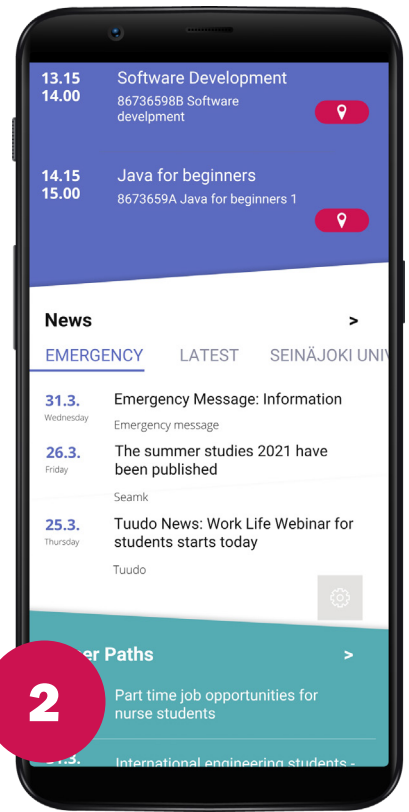 13.15 Software Development
14.00 86736598B Software
develpment
14.15 Java for beginners
15.00 8673659A Java for beginners 1
News >
EMERGENCY LATEST SEINÄJOKI UNIV
31.3. Emergency Message: Information
Wednesday Emergency message
26.3. The summer studies 2021 have
Friday been published
Seamk
25.3. Tuudo News: Work Life Webinar for
Thursday students starts today
Tuudo
er Paths >
2
Part time job opportunities for
nurse students
31.3. International engineering students -